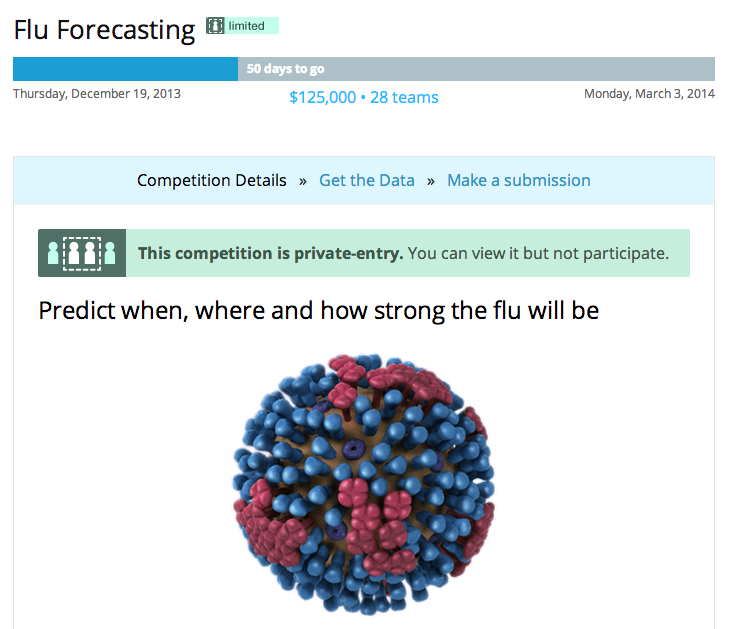 Flu Forecasting limited
50 days to go
Thursday, December 19, 2013 $125,000 • 28 teams Monday, March 3, 2014
Competition Details » Get the Data » Make a submission
This competition is private-entry. You can view it but not participate.
Predict when, where and how strong the flu will be